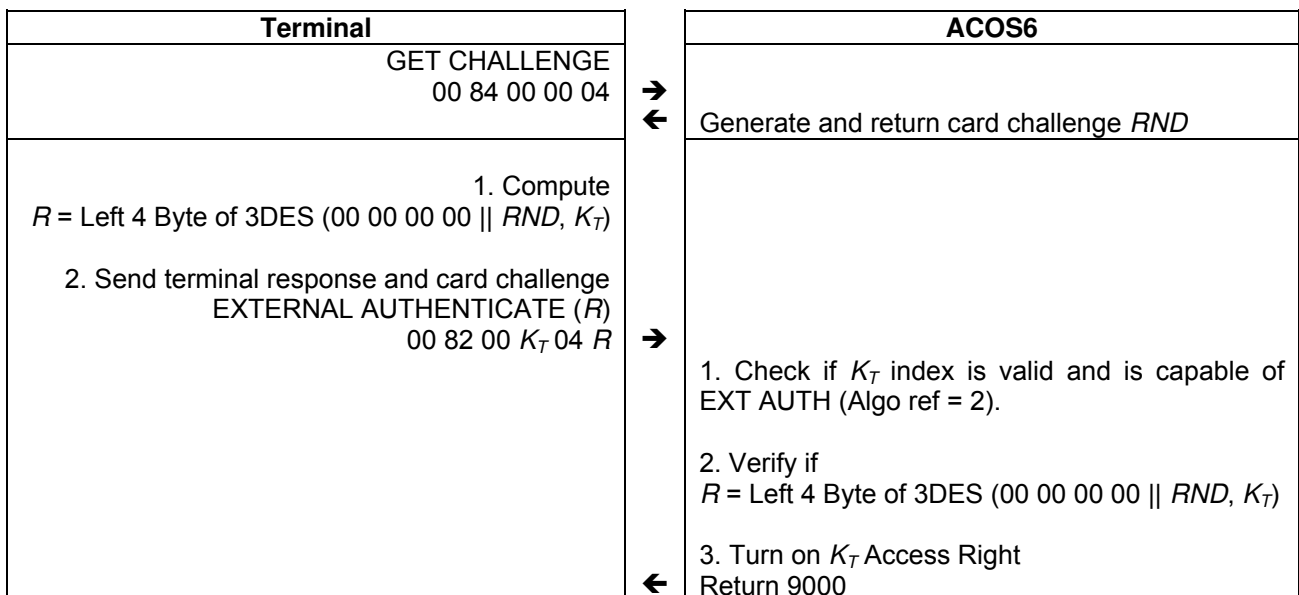 Terminal
ACOS6
GET CHALLENGE
00 84 00 00 04 ➔
🡸 Generate and return card challenge RND
1. Compute
R = Left 4 Byte of 3DES (00 00 00 00 || RND, KT)
2. Send terminal response and card challenge
EXTERNAL AUTHENTICATE (R)
00 82 00 KT 04 R ➔
1. Check if KT index is valid and is capable of
EXT AUTH (Algo ref = 2).
2. Verify if
R = Left 4 Byte of 3DES (00 00 00 00 || RND, KT)
3. Turn on KT Access Right
🡸 Return 9000